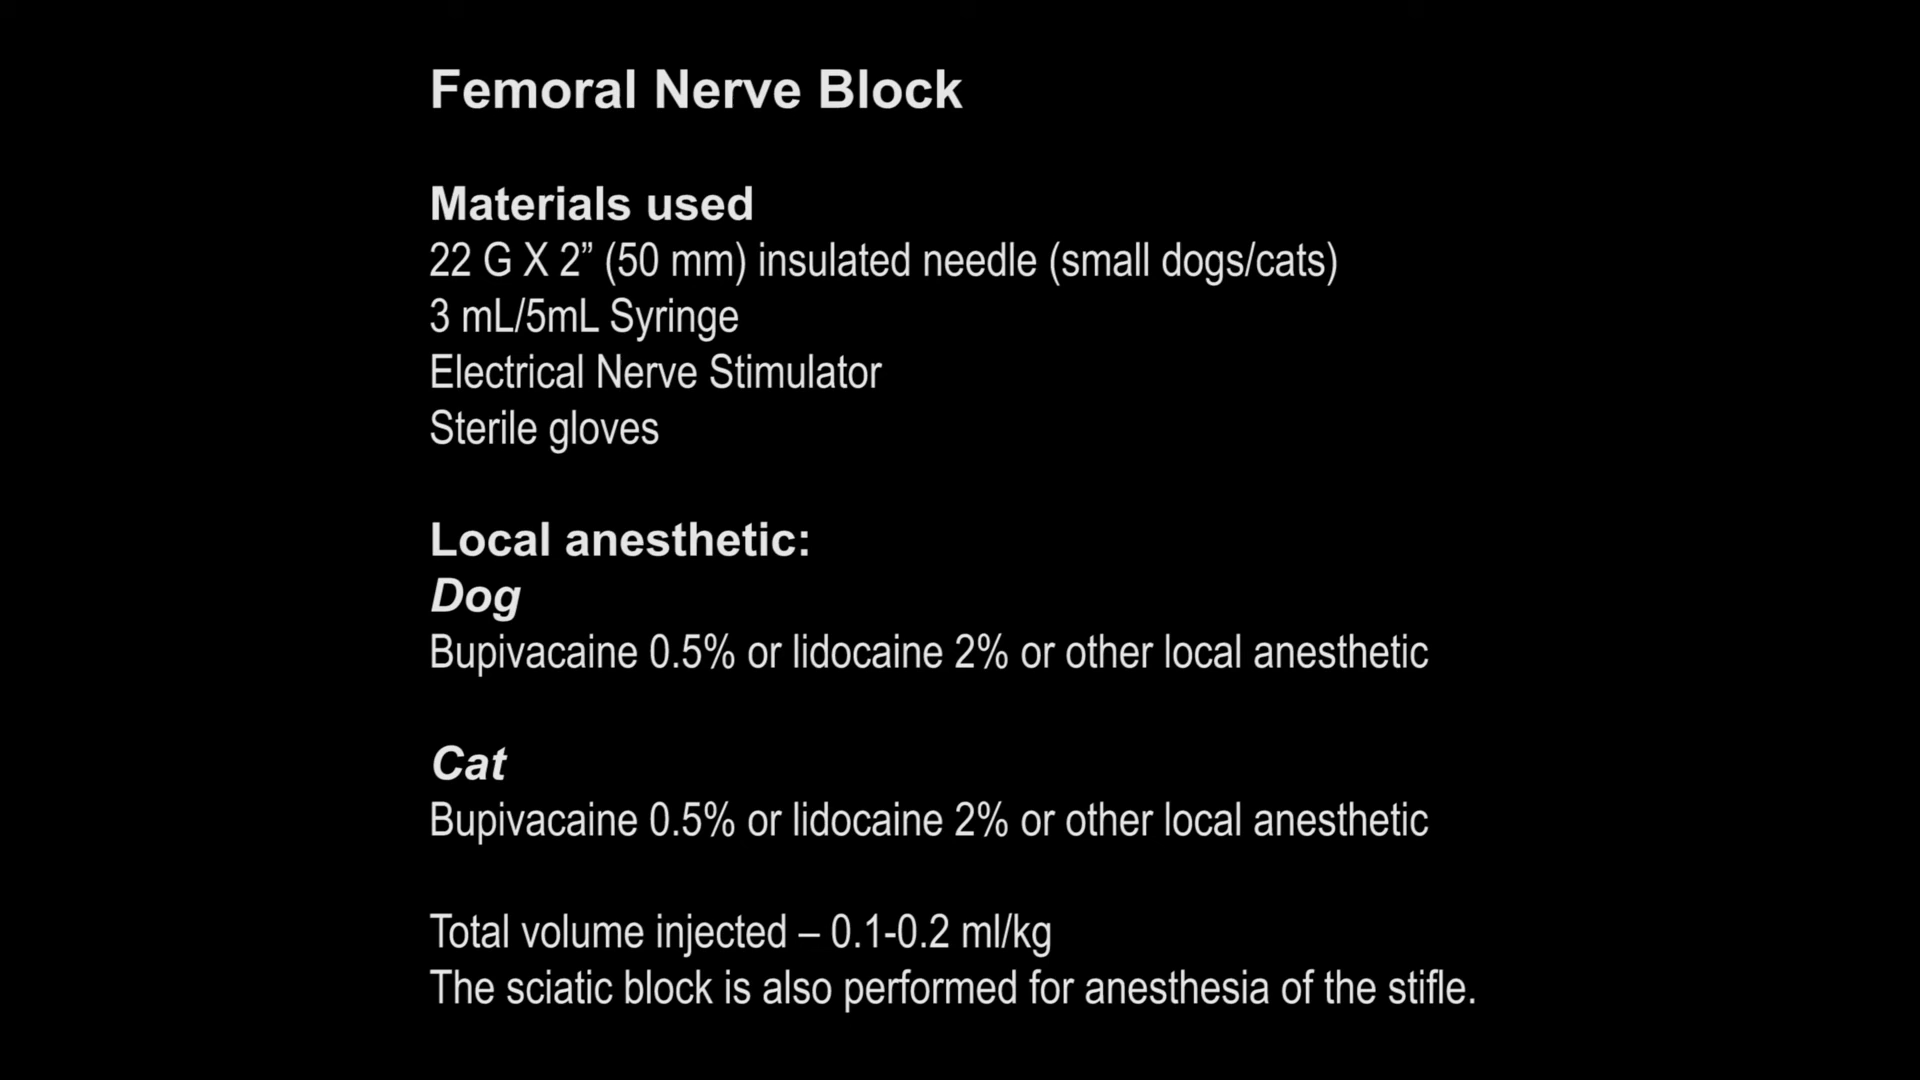 Femoral Nerve Block
Materials used
22 G X 2” (50 mm) insulated needle (small dogs/cats)
3 mL/5mL Syringe
Electrical Nerve Stimulator
Sterile gloves
Local anesthetic:
Dog
Bupivacaine 0.5% or lidocaine 2% or other local anesthetic
Cat
Bupivacaine 0.5% or lidocaine 2% or other local anesthetic
Total volume injected – 0.1-0.2 ml/kg
The sciatic block is also performed for anesthesia of the stifle.